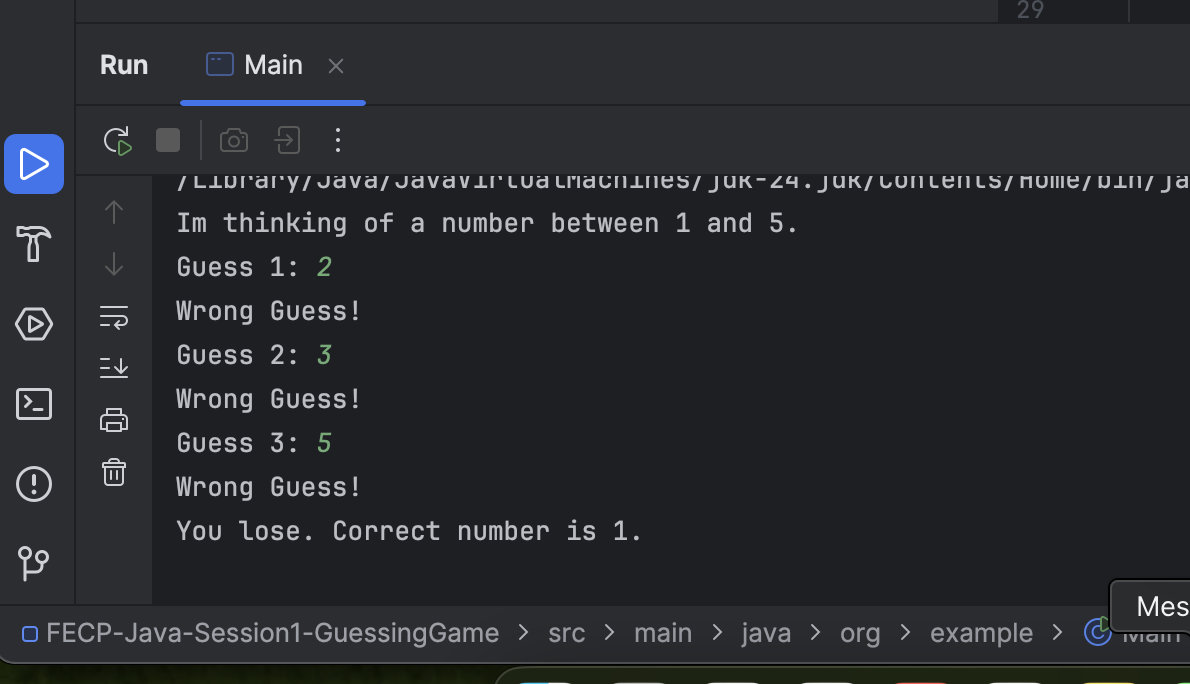 29
Run Main
/Library/Java/JavaVirtualMachines/jdk-24.jdk/Contents/Home/bin/ja
Im thinking of a number between 1 and 5.
Guess 1: 2
Wrong Guess!
Guess 2: 3
Wrong Guess!
Guess 3: 5
Wrong Guess!
You lose. Correct number is 1.
Mes
FECP-Java-Session1-GuessingGame > src > main > java > org > example > Main